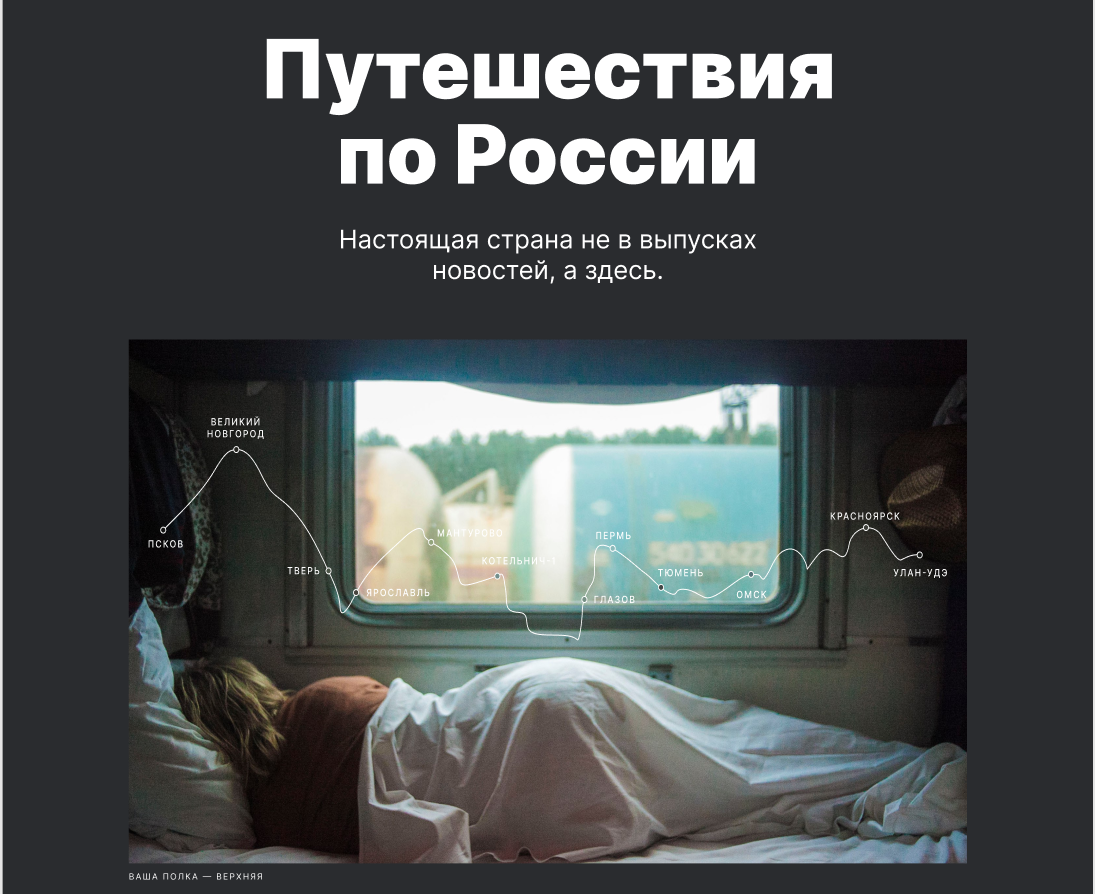 Путешествия
по России
Настоящая страна не в выпусках
новостей, а здесь.
ВЕЛИКИЙ
НОВГОРОД
ПСКОВ
ТВЕРЬ
ЯРОСЛАВЛЬ
МАНТУРОВО
КОТЕЛЬНИЧ-1
ГЛАЗОВ
ПЕРМЬ
ТЮМЕНЬ
ОМСК
КРАСНОЯРСК
УЛАН-УДЭ
ВАША ПОЛКА — ВЕРХНЯЯ